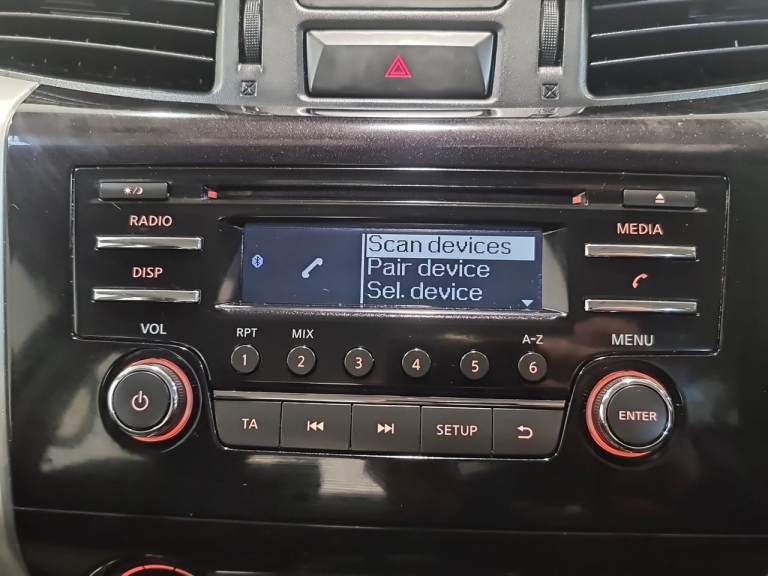 RADIO
MEDIA
DISP
Scan devices
Pair device
Sel. device
VOL
RPT
MIX
A-Z
MENU
1 2 3 4 5 6
TA
SETUP
ENTER